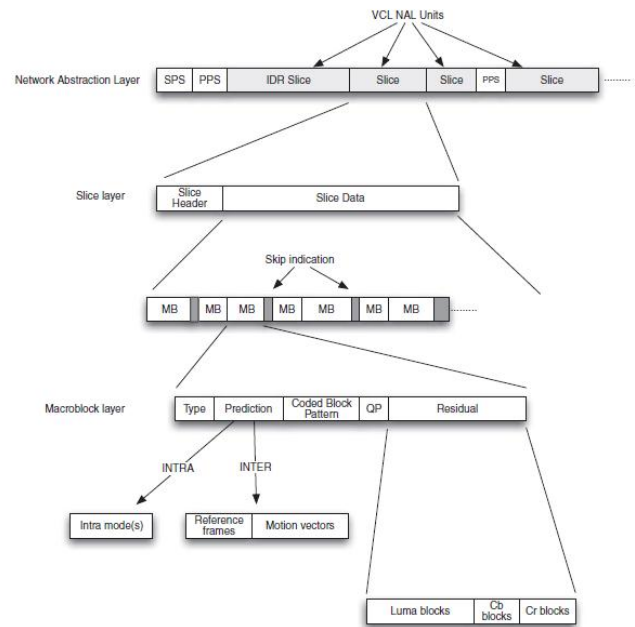 VCL NAL Units
Network Abstraction Layer
SPS
PPS
IDR Slice
Slice
Slice
PPS
Slice
Slice layer
Slice
Header
Slice Data
Skip indication
MB
MB
MB
MB
MB
MB
MB
Macroblock layer
Type
Prediction
Coded Block
Pattern
QP
Residual
INTRA
INTER
Intra mode(s)
Reference
frames
Motion vectors
Luma blocks
Cb
blocks
Cr blocks